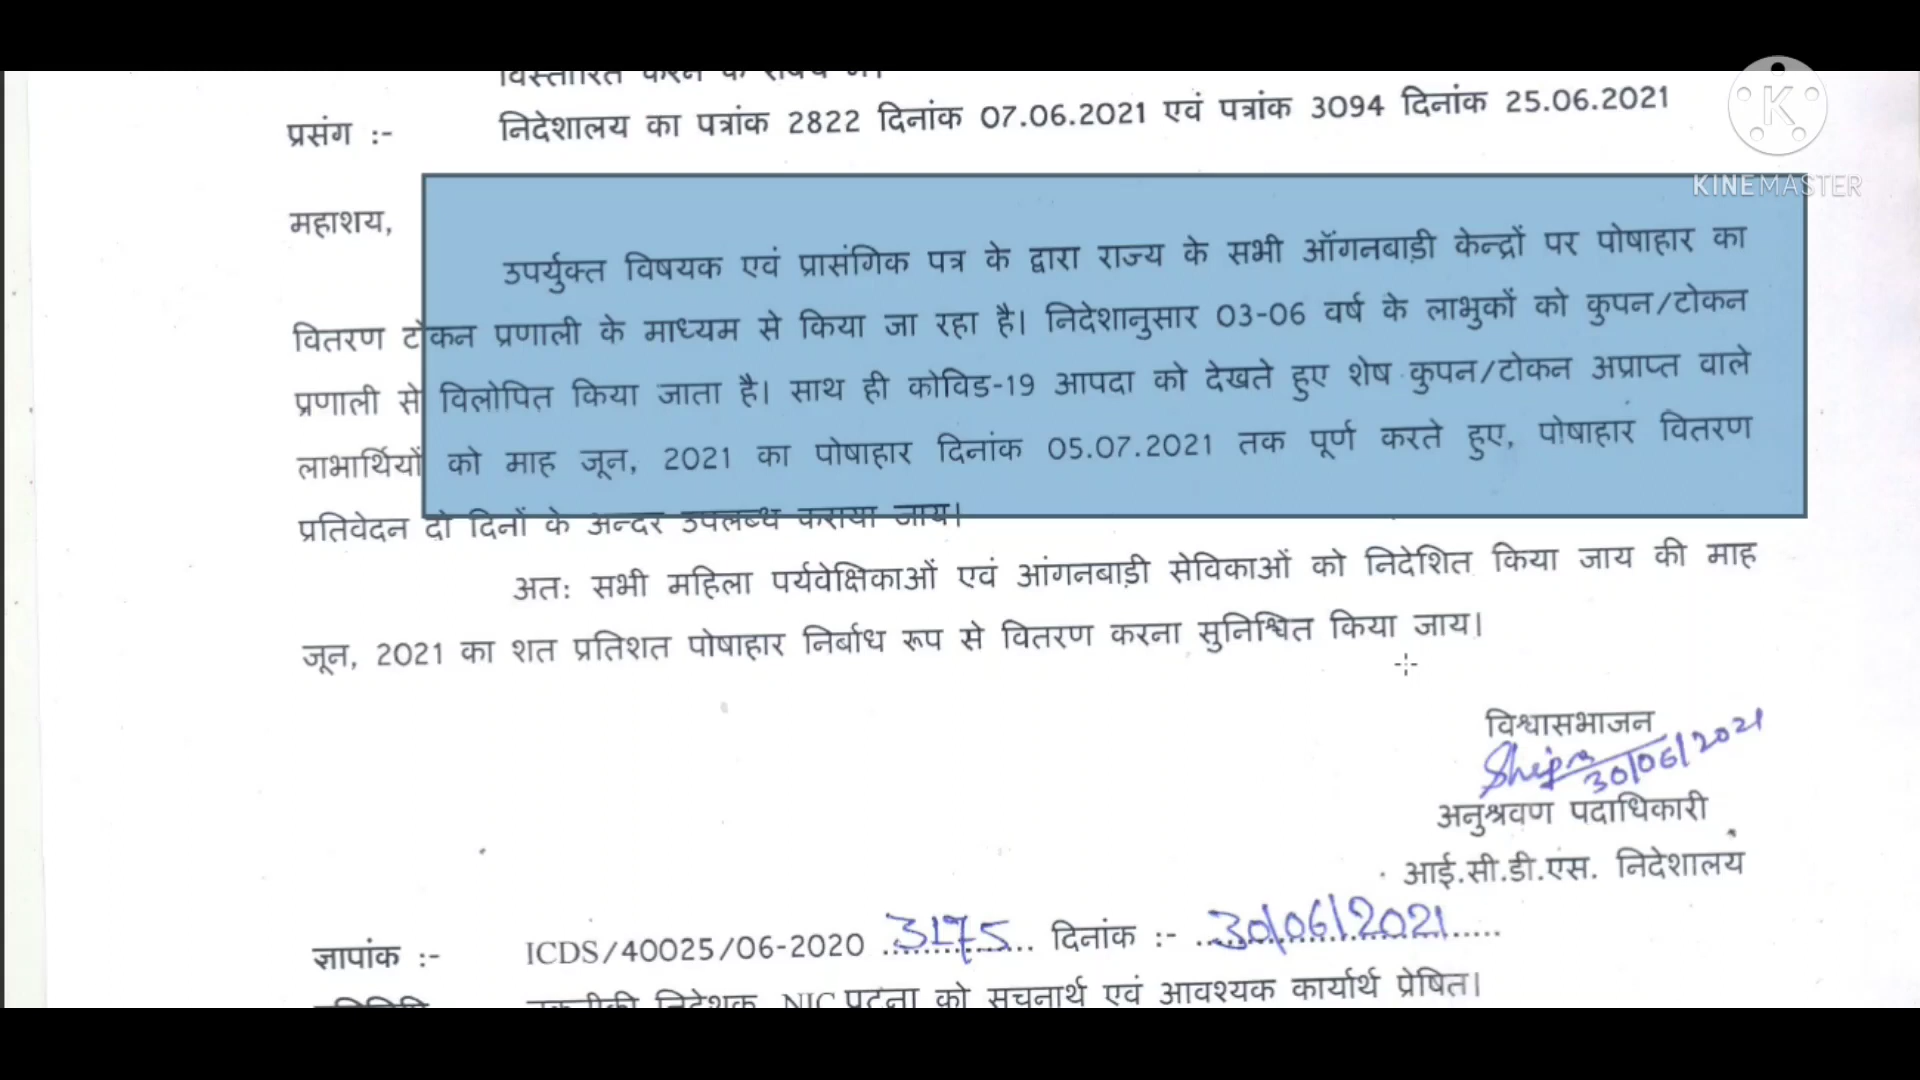 निदेशालय का पत्रांक 2822 दिनांक 07.06.2021 एवं पत्रांक 3094 दिनांक 25.06.2021
प्रसंग :-
KINEMASTER
महाशय,
उपर्युक्त विषयक एवं प्रासंगिक पत्र के द्वारा राज्य के सभी ऑंगनबाड़ी केन्द्रों पर पोषाहार का
वितरण टोकन प्रणाली के माध्यम से किया जा रहा है। निदेशानुसार 03-06 वर्ष के लाभुकों को कुपन/टोकन
प्रणाली से विलोपित किया जाता है। साथ ही कोविड-19 आपदा को देखते हुए शेष कुपन/टोकन अप्राप्त वाले
लाभार्थियों को माह जून, 2021 का पोषाहार दिनांक 05.07.2021 तक पूर्ण करते हुए, पोषाहार वितरण
प्रतिवेदन दो दिनों के अन्दर उपलब्ध कराया जाय।
अतः सभी महिला पर्यवेक्षिकाओं एवं आंगनबाड़ी सेविकाओं को निदेशित किया जाय की माह
जून, 2021 का शत प्रतिशत पोषाहार निर्बाध रूप से वितरण करना सुनिश्चित किया जाय।
विश्वासभाजन
30/06/2021
अनुश्रवण पदाधिकारी
आई.सी.डी.एस. निदेशालय
ज्ञापांक :- ICDS/40025/06-2020 3175 दिनांक :- 30/06/2021
NIC पटना को सूचनार्थ एवं आवश्यक कार्यार्थ प्रेषित।